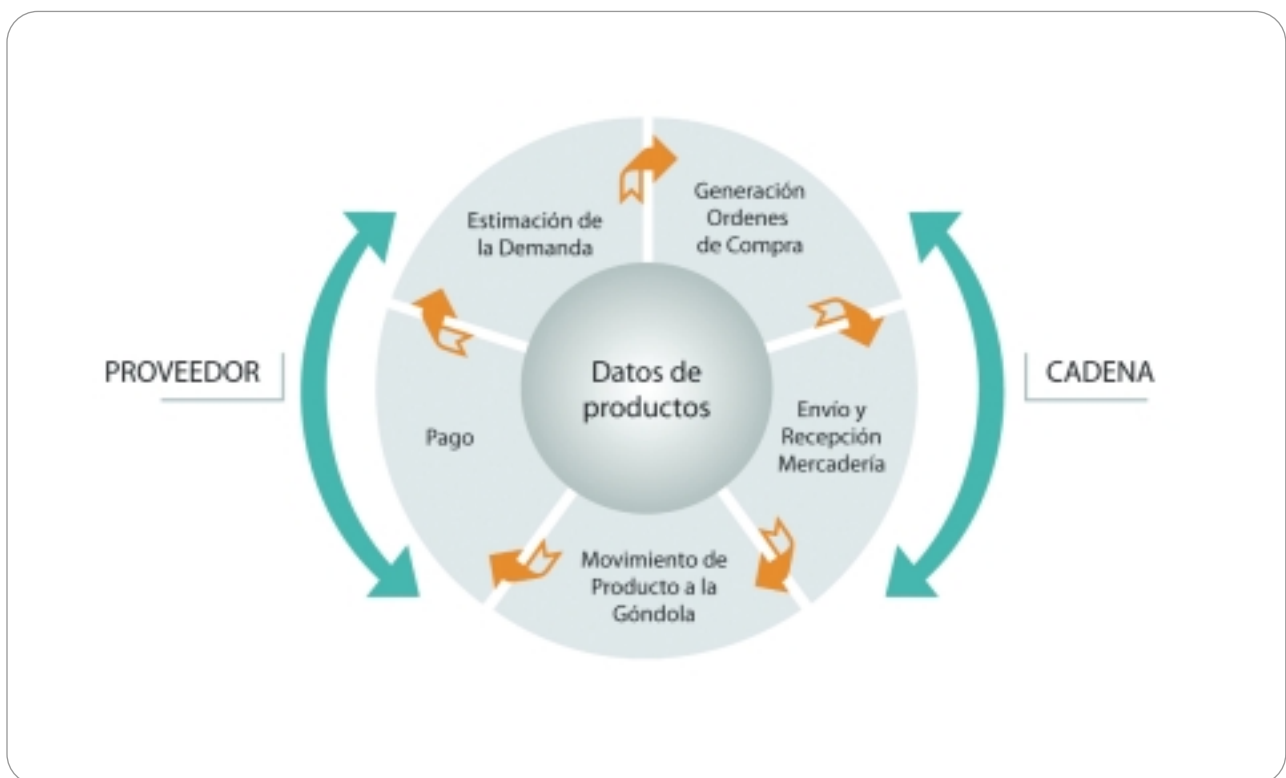 Estimación de
la Demanda
Generación
Ordenes
de Compra
PROVEEDOR
Datos de
productos
CADENA
Pago
Envío y
Recepción
Mercadería
Movimiento de
Producto a la
Góndola